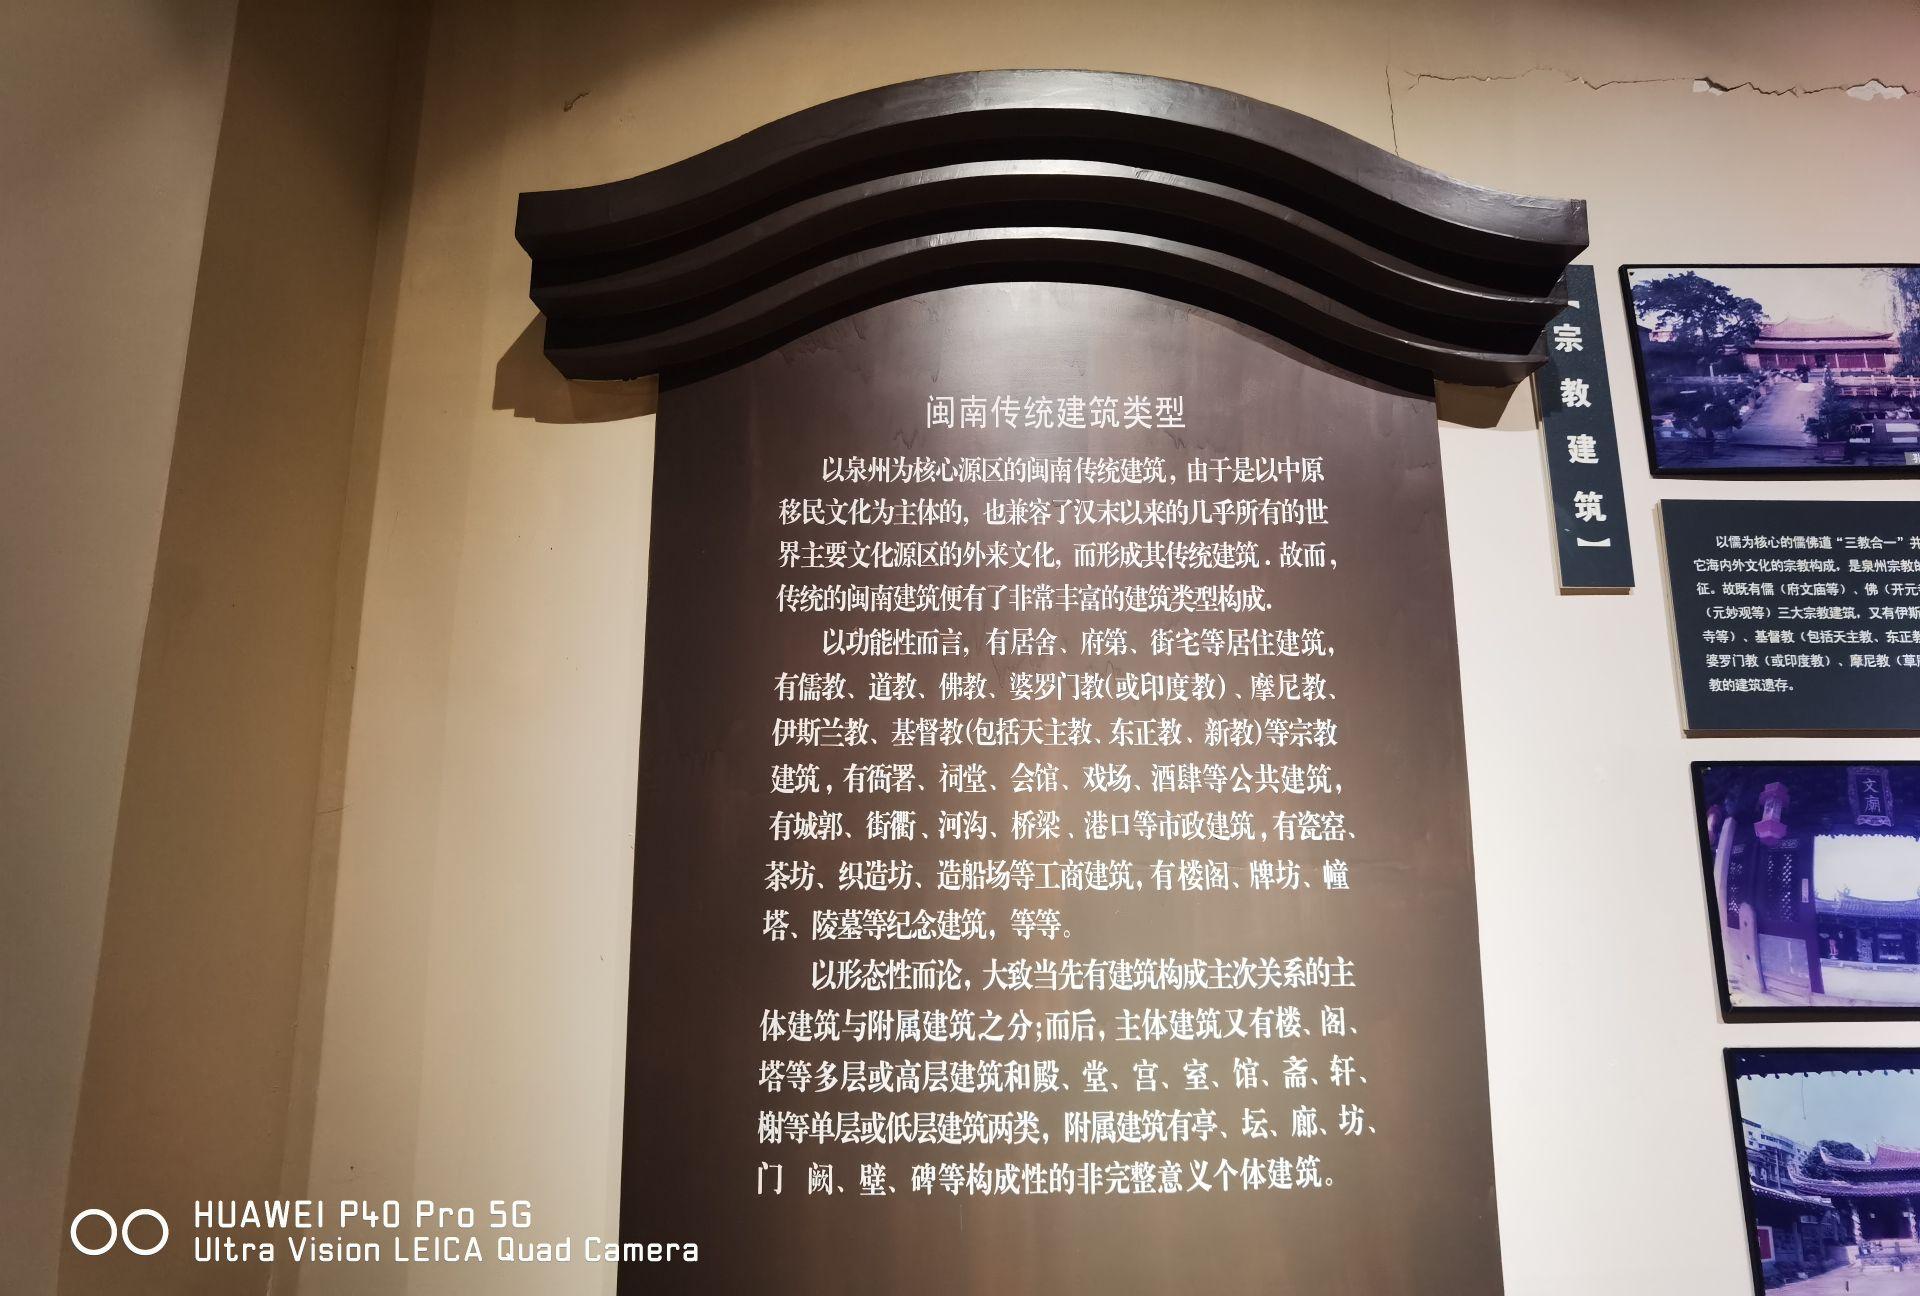 闽南传统建筑类型
以泉州为核心源区的闽南传统建筑，由于是以中原
移民文化为主体的，也兼容了汉末以来的几乎所有的世
界主要文化源区的外来文化，而形成其传统建筑．故而，
传统的闽南建筑便有了非常丰富的建筑类型构成．
以功能性而言，有居舍、府第、街宅等居住建筑，
有儒教、道教、佛教、婆罗门教(或印度教)、摩尼教、
伊斯兰教、基督教(包括天主教、东正教、新教)等宗教
建筑，有衙署、祠堂、会馆、戏场、酒肆等公共建筑，
有城郭、街衢、河沟、桥梁、港口等市政建筑，有瓷窑、
茶坊、织造坊、造船场等工商建筑，有楼阁、牌坊、幢
塔、陵墓等纪念建筑，等等。
以形态性而论，大致当先有建筑构成主次关系的主
体建筑与附属建筑之分；而后，主体建筑又有楼、阁、
塔等多层或高层建筑和殿、堂、宫、室、馆、斋、轩、
榭等单层或低层建筑两类，附属建筑有亭、坛、廊、坊、
门 阙、壁、碑等构成性的非完整意义个体建筑。
【宗教建筑】
以儒为核心的儒佛道“三教合一”并
它海内外文化的宗教构成，是泉州宗教的
征。故既有儒（府文庙等）、佛（开元
（元妙观等）三大宗教建筑，又有伊斯
寺等）、基督教（包括天主教、东正教
婆罗门教（或印度教）、摩尼教（草
教的建筑遗存。
文庙
HUAWEI P40 Pro 5G
Ultra Vision LEICA Quad Camera